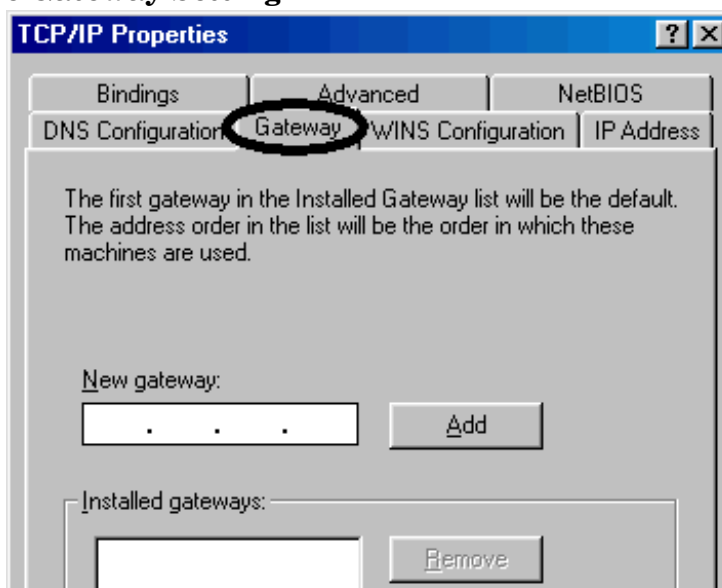 Gateway Setting
TCP/IP Properties
Bindings Advanced NetBIOS
DNS Configuration Gateway WINS Configuration IP Address
The first gateway in the Installed Gateway list will be the default.
The address order in the list will be the order in which these
machines are used.
New gateway:
. . .
Add
Installed gateways:
Remove